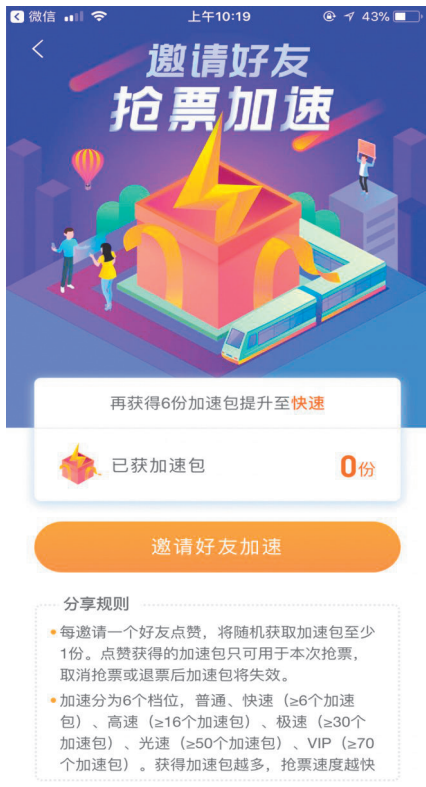 微信
上午10:19
43%
邀请好友
抢票加速
再获得6份加速包提升至快速
已获加速包
0份
邀请好友加速
分享规则
每邀请一个好友点赞，将随机获取加速包至少
1份。点赞获得的加速包只可用于本次抢票，
取消抢票或退票后加速包将失效。
加速分为6个档位，普通、快速（≥6个加速
包）、高速（≥16个加速包）、极速（≥30个
加速包）、光速（≥50个加速包）、VIP（≥70
个加速包）。获得加速包越多，抢票速度越快